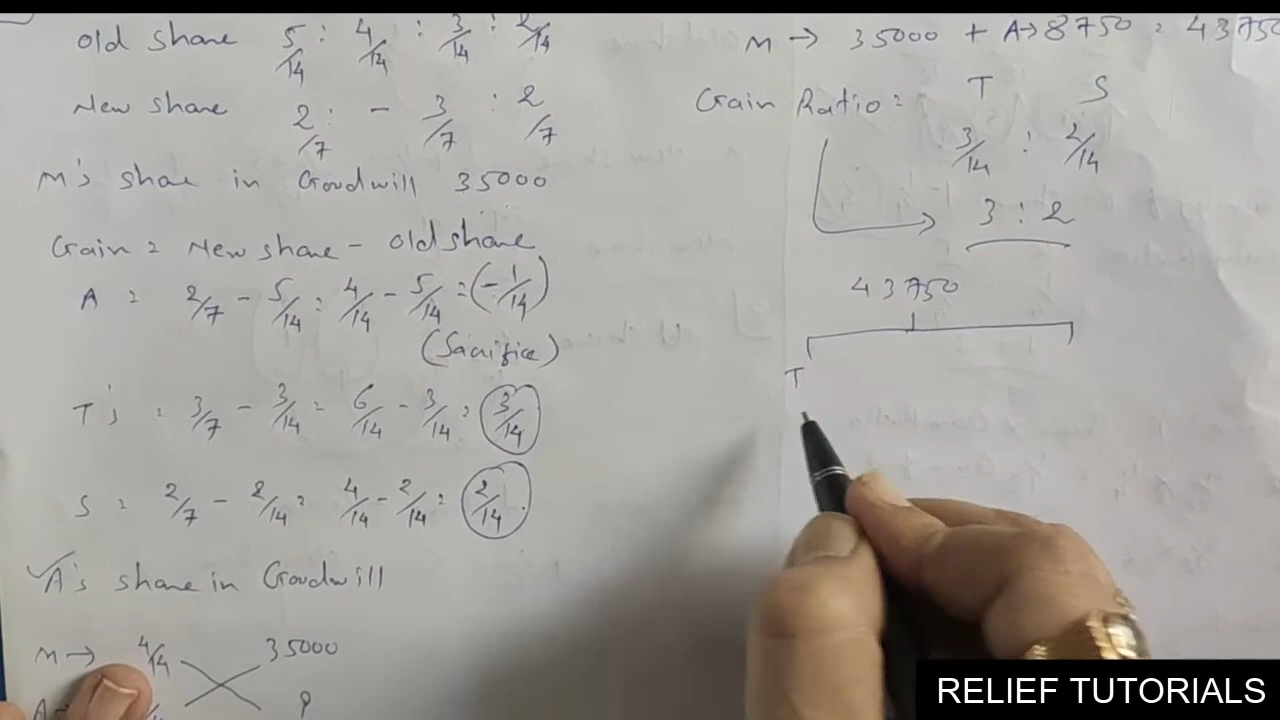 old share 5/14 : 4/14 : 3/14 : 2/14
New share 2/7 : - 3/7 : 2/7
M's share in Goodwill 35000
Gain = New share - old share
A = 2/7 - 5/14 = 4/14 - 5/14 = (-1/14)
(Sacrifice)
T's = 3/7 - 3/14 = 6/14 - 3/14 = 3/14
S = 2/7 - 2/14 = 4/14 - 2/14 = 2/14
✓A's share in Goodwill
M → 4/14 35000
A→
M → 35000 + A→ 8750 = 43750
T S
Gain Ratio = 3/14 : 2/14
3 : 2
43750
T
RELIEF TUTORIALS